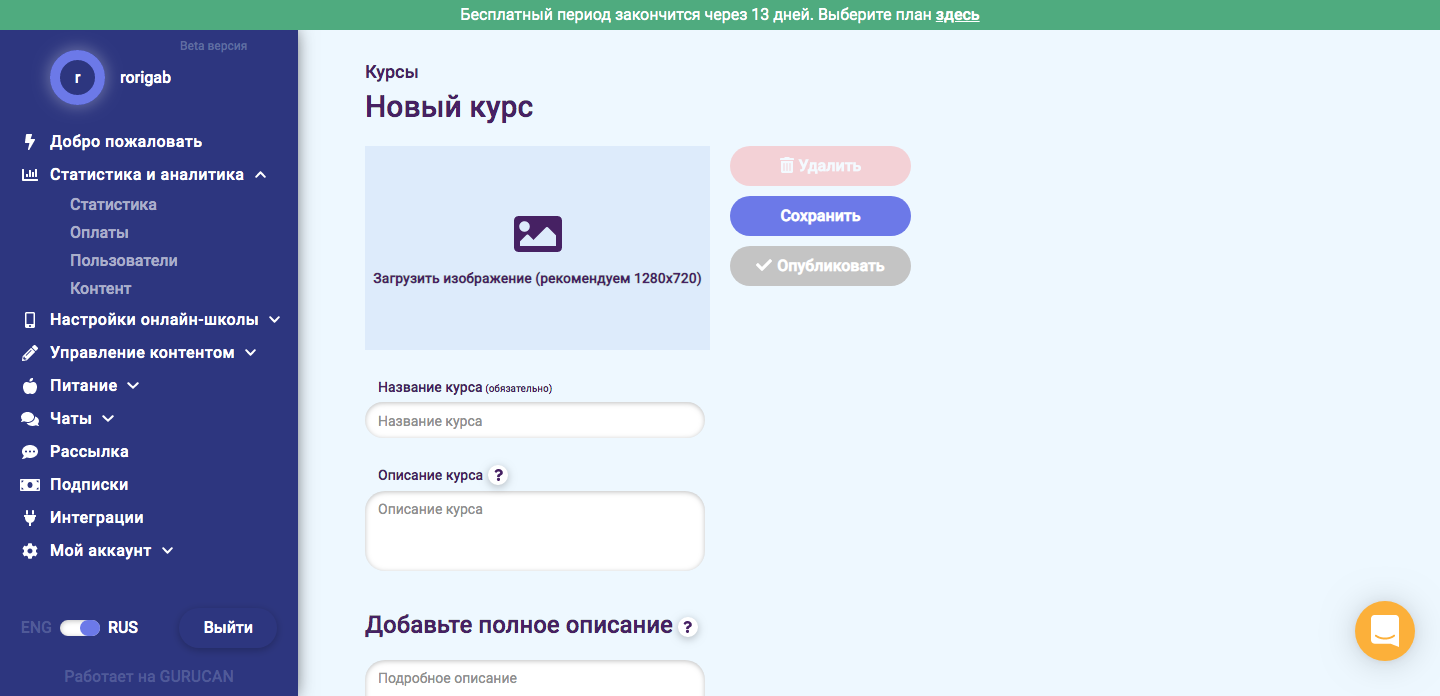 Бесплатный период закончится через 13 дней. Выберите план здесь
Beta версия
r
rorigab
Добро пожаловать
Статистика и аналитика
Статистика
Оплаты
Пользователи
Контент
Настройки онлайн-школы
Управление контентом
Питание
Чаты
Рассылка
Подписки
Интеграции
Мой аккаунт
ENG
RUS
Выйти
Работает на GURUCAN
Курсы
Новый курс
Загрузить изображение (рекомендуем 1280x720)
Удалить
Сохранить
Опубликовать
Название курса (обязательно)
Название курса
Описание курса ?
Описание курса
Добавьте полное описание ?
Подробное описание